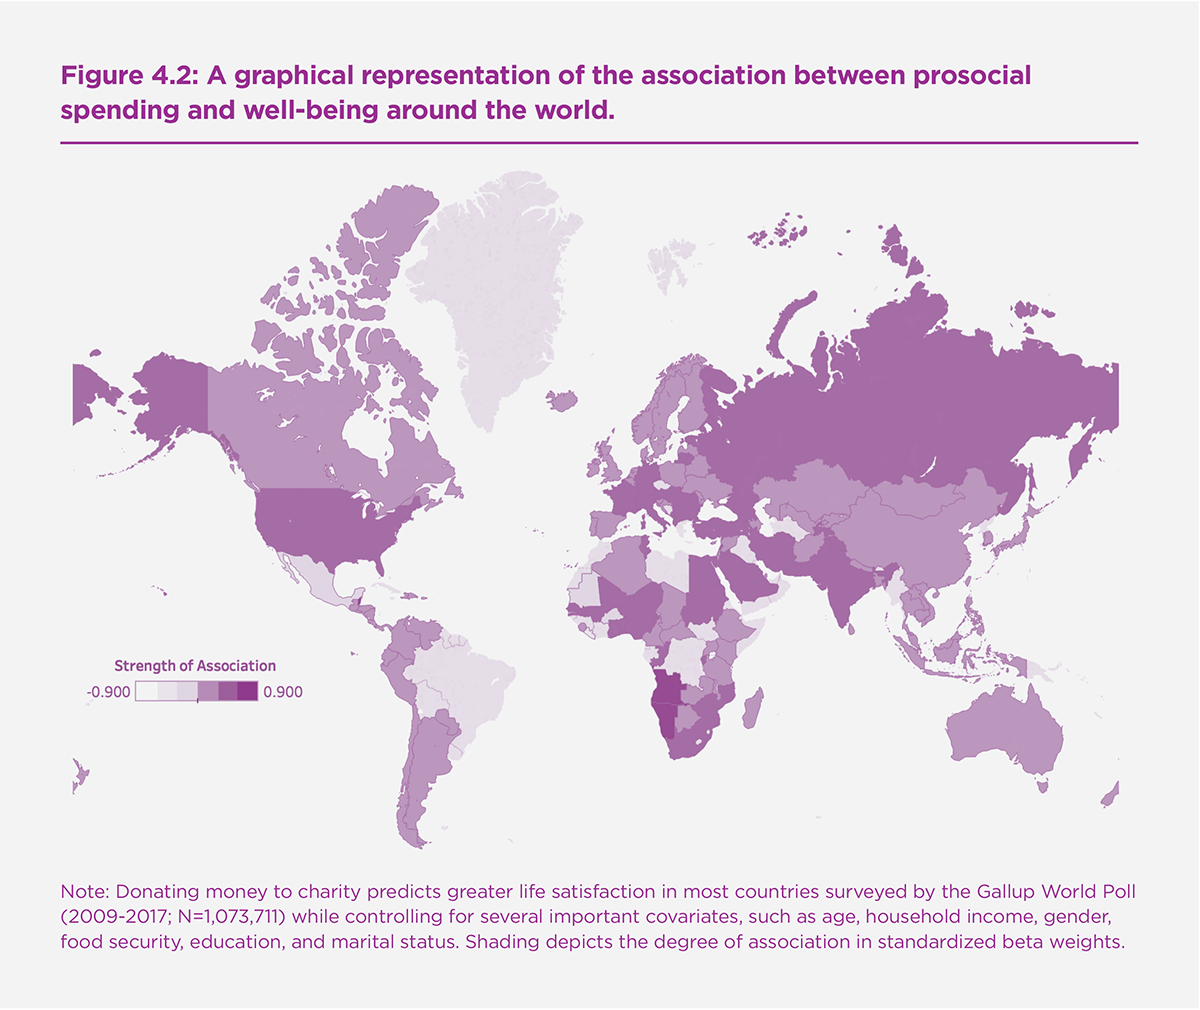 Figure 4.2: A graphical representation of the association between prosocial
spending and well-being around the world.
Strength of Association
-0.900 0.900
Note: Donating money to charity predicts greater life satisfaction in most countries surveyed by the Gallup World Poll
(2009-2017; N=1,073,711) while controlling for several important covariates, such as age, household income, gender,
food security, education, and marital status. Shading depicts the degree of association in standardized beta weights.